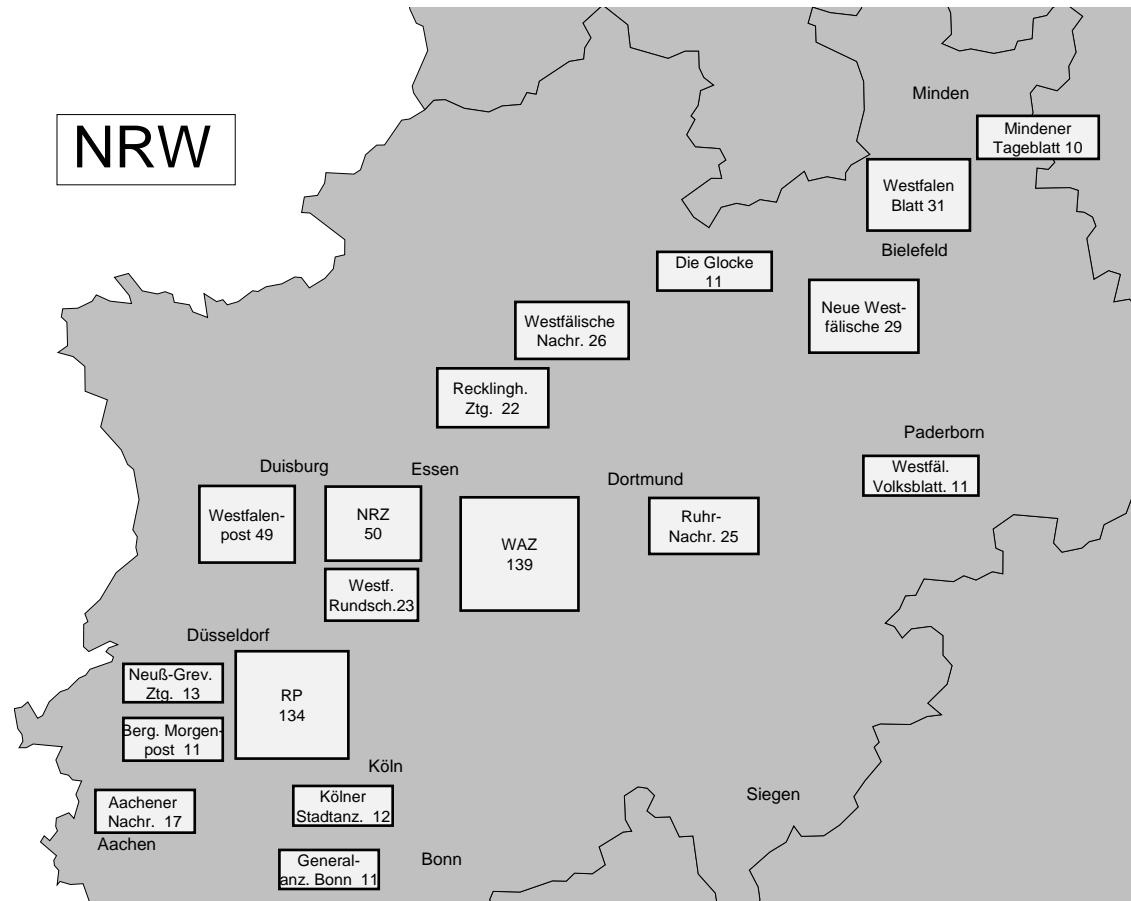 NRW
Minden
Mindener
Tageblatt 10
Westfalen
Blatt 31
Bielefeld
Die Glocke
11
Neue West-
fälische 29
Westfälische
Nachr. 26
Recklingh.
Ztg. 22
Paderborn
Westfäl.
Volksblatt. 11
Duisburg
Essen
Dortmund
Westfalen-
post 49
NRZ
50
WAZ
139
Ruhr-
Nachr. 25
Westf.
Rundsch.23
Düsseldorf
Neuß-Grev.
Ztg. 13
RP
134
Berg. Morgen-
post 11
Köln
Aachener
Nachr. 17
Kölner
Stadtanz. 12
Siegen
Aachen
General-
anz. Bonn 11
Bonn